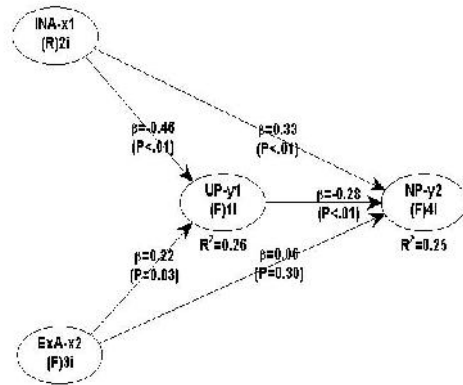 INA-x1
(R)2i
β=-0.46
(P<.01)
β=0.33
(P<.01)
UP-y1
(F)1i
R²=0.26
β=-0.28
(P<.01)
NP-y2
(F)4i
R²=0.25
β=0.22
(P=0.03)
β=0.06
(P=0.30)
ExA-x2
(F)3i